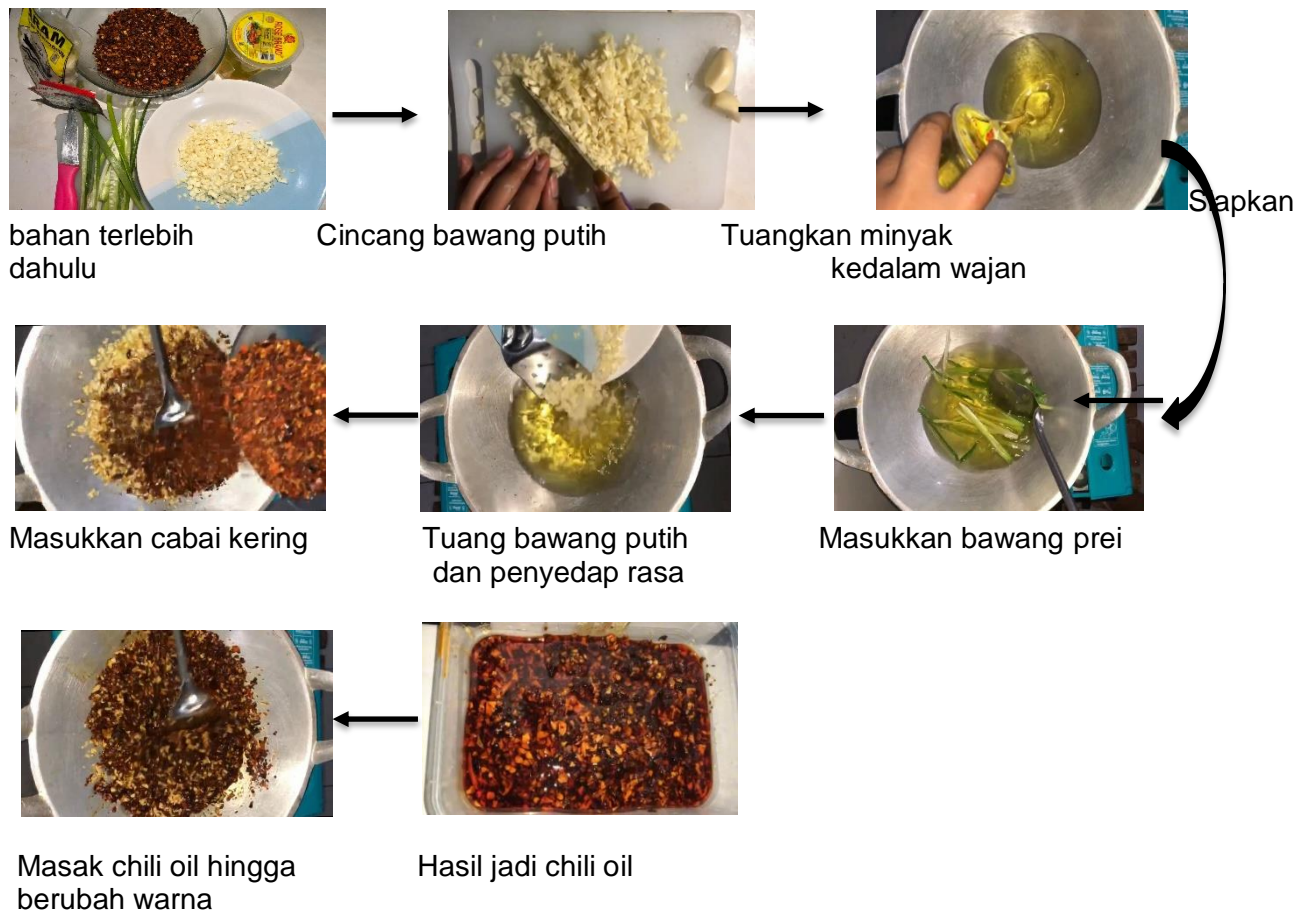 Siapkan
bahan terlebih
dahulu
Cincang bawang putih
Tuangkan minyak
kedalam wajan
Masukkan cabai kering
Tuang bawang putih
dan penyedap rasa
Masukkan bawang prei
Masak chili oil hingga
berubah warna
Hasil jadi chili oil